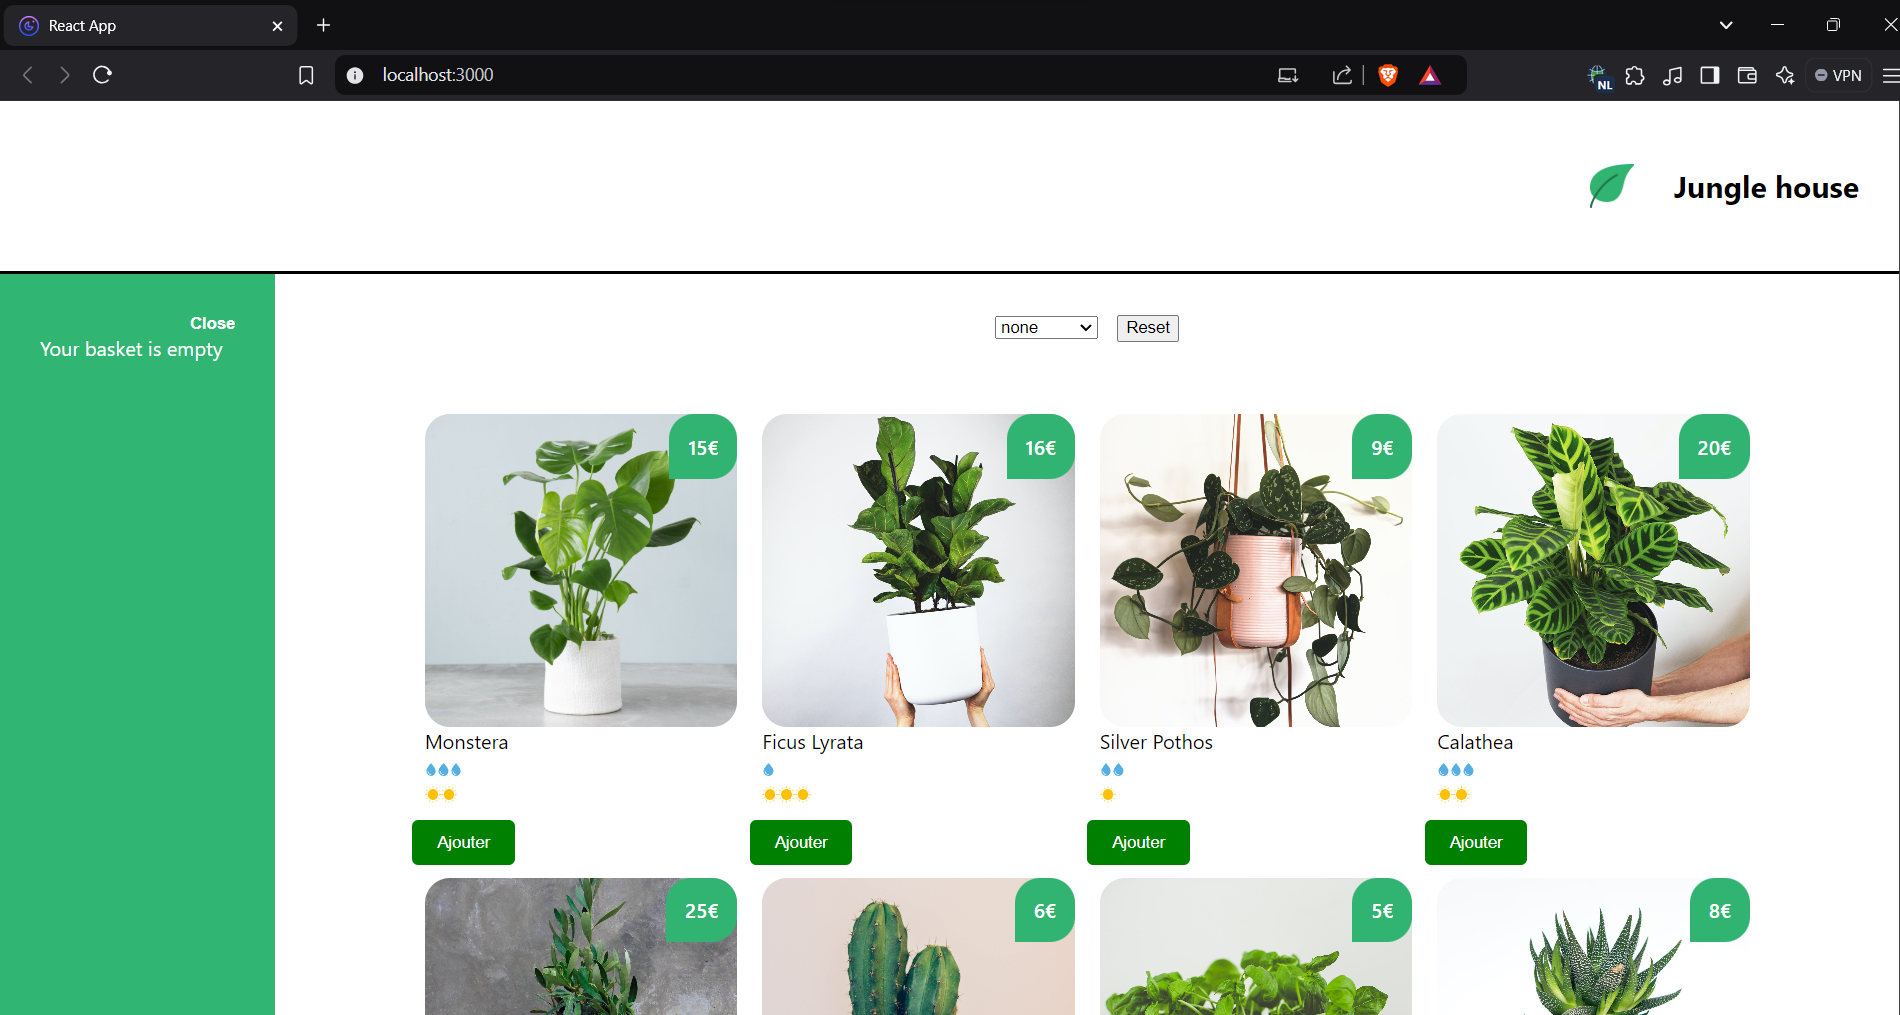 React App
localhost:3000
NL
VPN
Jungle house
Close
Your basket is empty
none
Reset
15€
16€
9€
20€
Monstera
Ficus Lyrata
Silver Pothos
Calathea
Ajouter
Ajouter
Ajouter
Ajouter
25€
6€
5€
8€